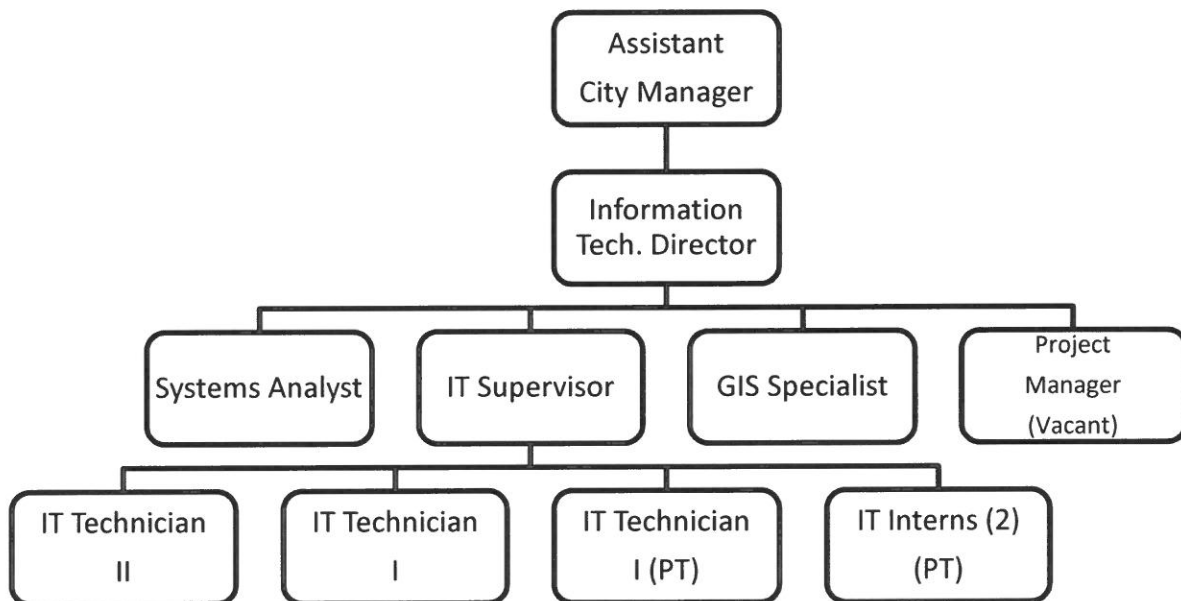 Assistant
City Manager
Information
Tech. Director
Systems Analyst
IT Supervisor
GIS Specialist
Project
Manager
(Vacant)
IT Technician
II
IT Technician
I
IT Technician
I (PT)
IT Interns (2)
(PT)